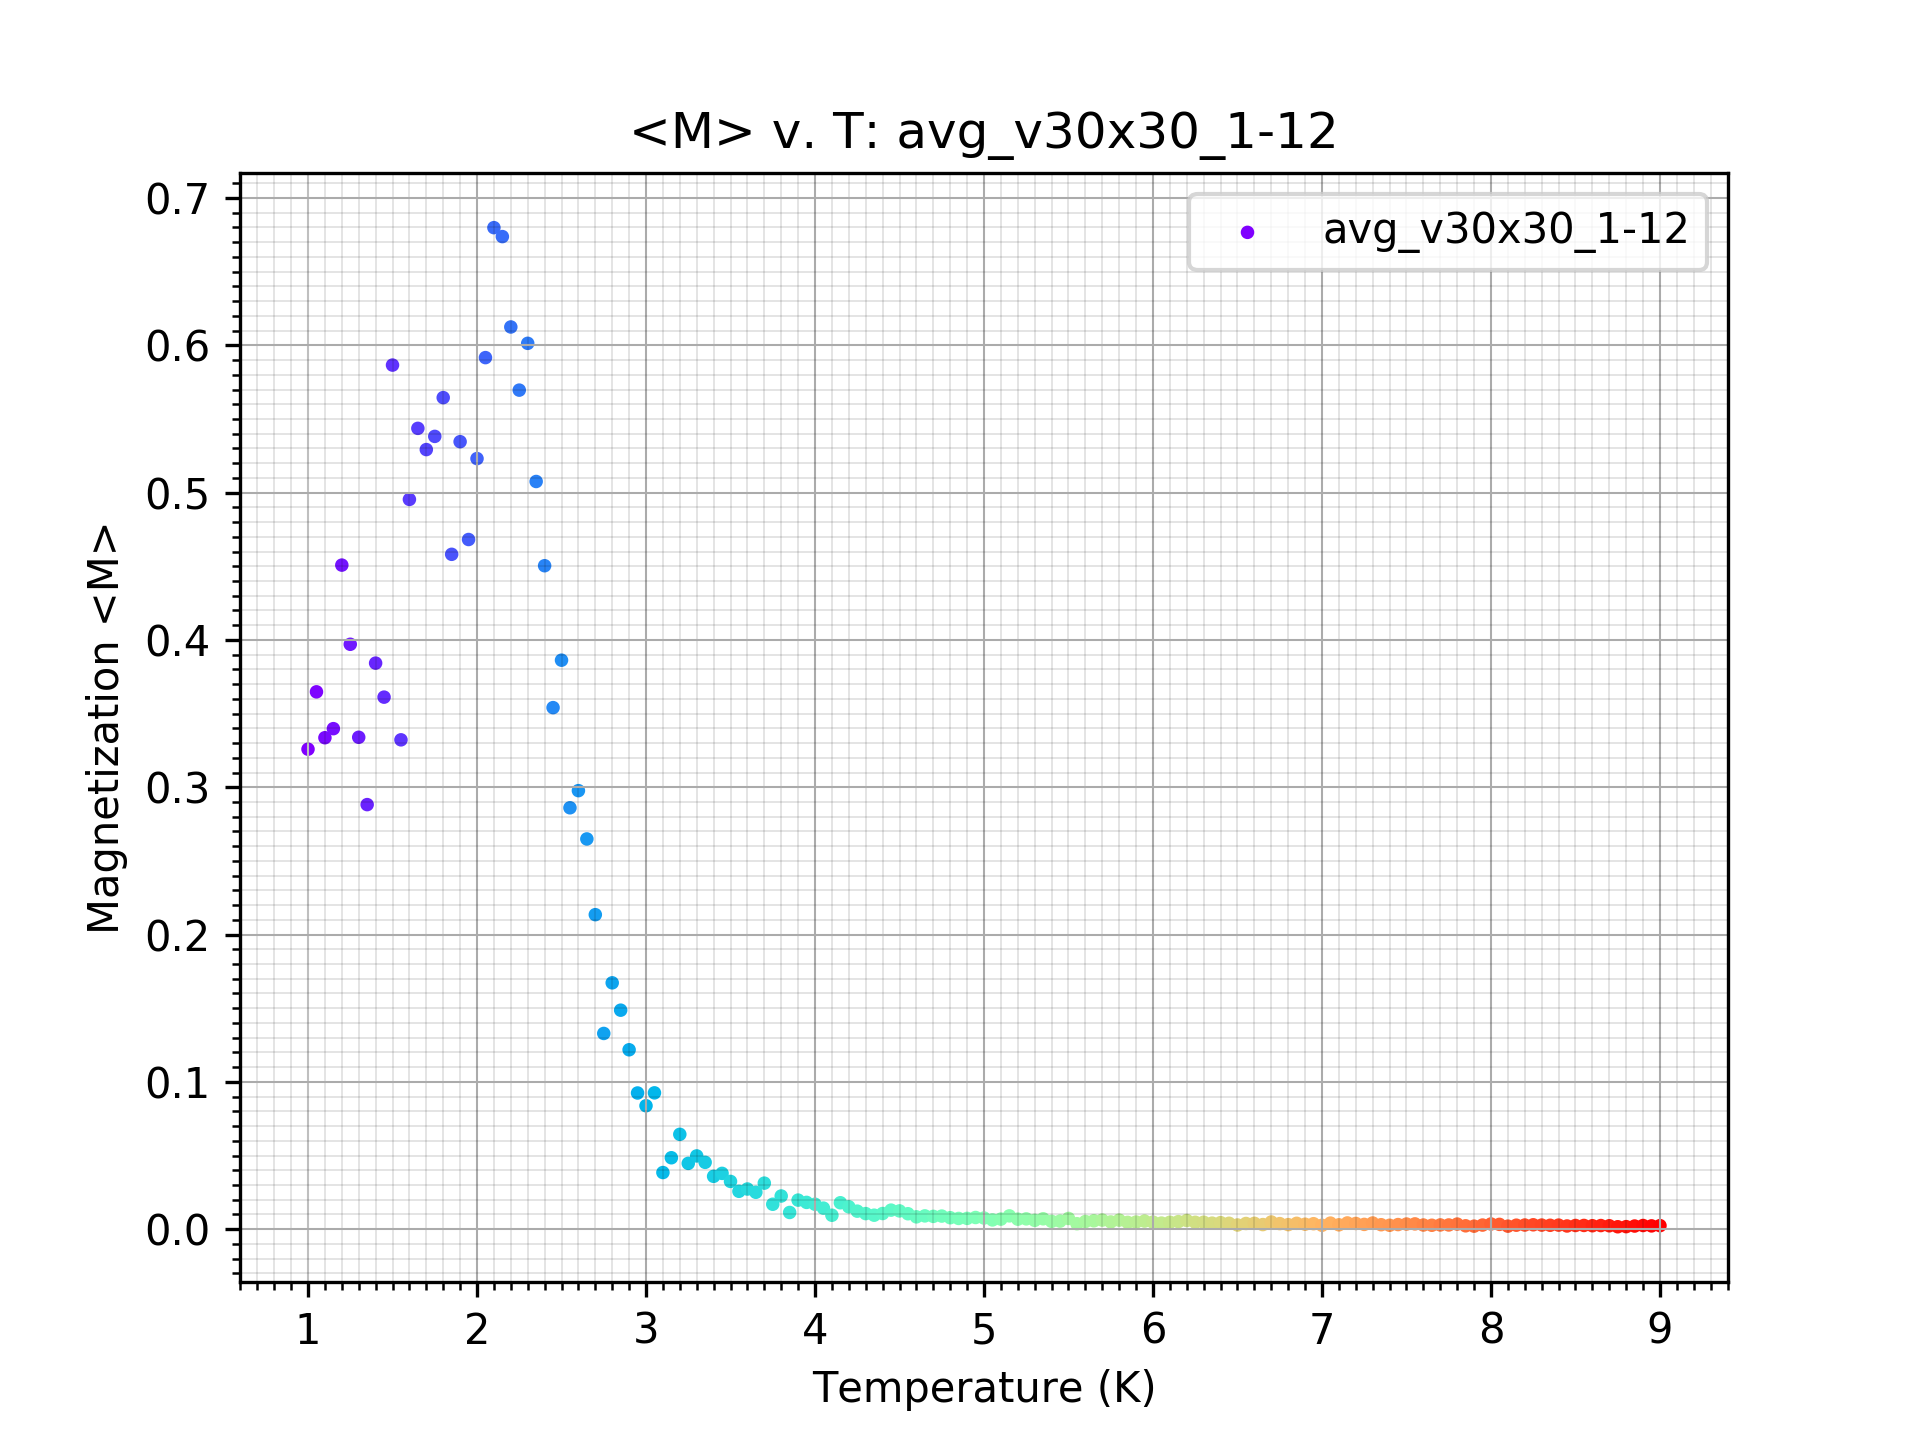 <M> v. T: avg_v30x30_1-12
avg_v30x30_1-12
Magnetization <M>
0.7
0.6
0.5
0.4
0.3
0.2
0.1
0.0
1 2 3 4 5 6 7 8 9
Temperature (K)